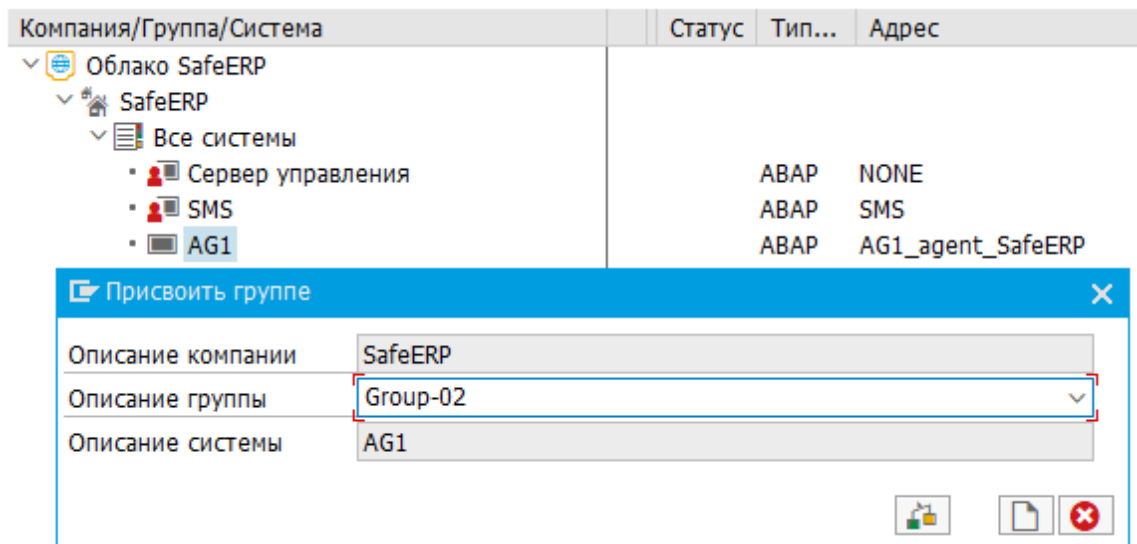 Компания/Группа/Система Статус Тип... Адрес
Облако SafeERP
SafeERP
Все системы
Сервер управления ABAP NONE
SMS ABAP SMS
AG1 ABAP AG1_agent_SafeERP
Присвоить группе
Описание компании SafeERP
Описание группы Group-02
Описание системы AG1